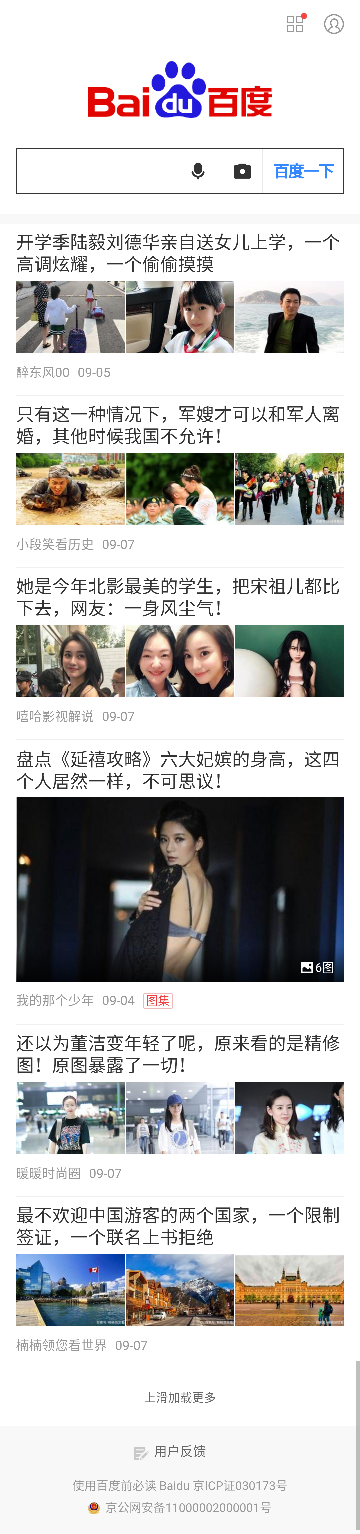 Bai du 百度
百度一下
开学季陆毅刘德华亲自送女儿上学，一个
高调炫耀，一个偷偷摸摸
醉东风00 09-05
只有这一种情况下，军嫂才可以和军人离
婚，其他时候我国不允许！
小段笑看历史 09-07
她是今年北影最美的学生，把宋祖儿都比
下去，网友：一身风尘气！
嘻哈影视解说 09-07
盘点《延禧攻略》六大妃嫔的身高，这四
个人居然一样，不可思议！
6图
我的那个少年 09-04 图集
还以为董洁变年轻了呢，原来看的是精修
图！原图暴露了一切！
暖暖时尚圈 09-07
最不欢迎中国游客的两个国家，一个限制
签证，一个联名上书拒绝
楠楠领您看世界 09-07
上滑加载更多
用户反馈
使用百度前必读 Baidu 京ICP证030173号
京公网安备11000002000001号